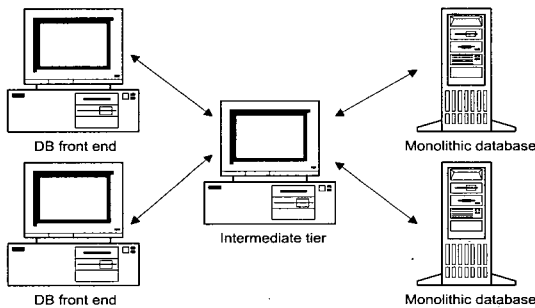 DB front end
Monolithic database
Intermediate tier
DB front end
Monolithic database